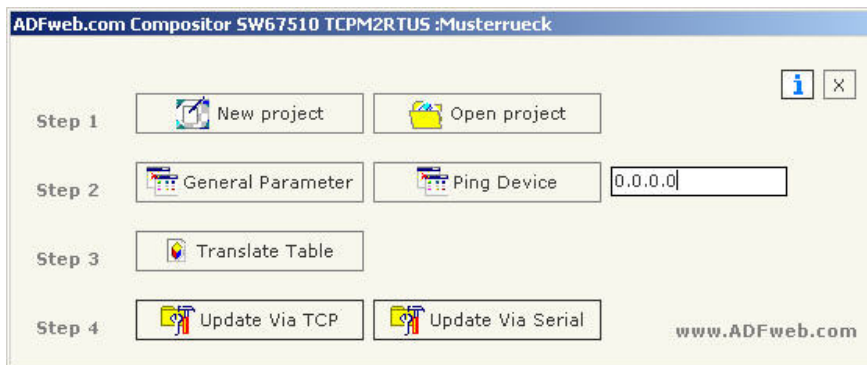 ADFweb.com Compositor SW67510 TCPM2RTUS :Musterrueck
i X
Step 1 New project Open project
Step 2 General Parameter Ping Device 0.0.0.0
Step 3 Translate Table
Step 4 Update Via TCP Update Via Serial
www.ADFweb.com